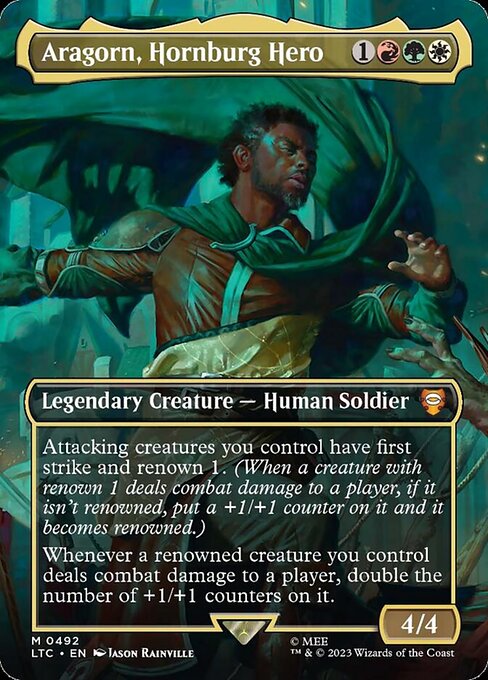 Aragorn, Hornburg Hero 1
Legendary Creature — Human Soldier
Attacking creatures you control have first
strike and renown 1. (When a creature with
renown 1 deals combat damage to a player, if it
isn't renowned, put a +1/+1 counter on it and it
becomes renowned.)
Whenever a renowned creature you control
deals combat damage to a player, double the
number of +1/+1 counters on it.
4/4
M 0492
LTC • EN Jason Rainville
© MEE
™ & © 2023 Wizards of the Coast